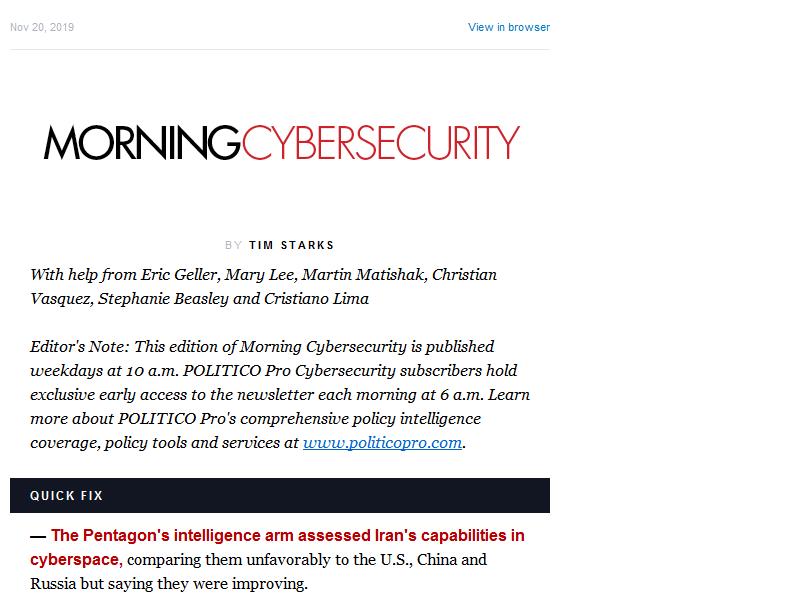 Nov 20, 2019
View in browser
MORNINGCYBERSECURITY
BY TIM STARKS
With help from Eric Geller, Mary Lee, Martin Matishak, Christian
Vasquez, Stephanie Beasley and Cristiano Lima
Editor's Note: This edition of Morning Cybersecurity is published
weekdays at 10 a.m. POLITICO Pro Cybersecurity subscribers hold
exclusive early access to the newsletter each morning at 6 a.m. Learn
more about POLITICO Pro's comprehensive policy intelligence
coverage, policy tools and services at www.politicopro.com.
QUICK FIX
— The Pentagon's intelligence arm assessed Iran's capabilities in
cyberspace, comparing them unfavorably to the U.S., China and
Russia but saying they were improving.